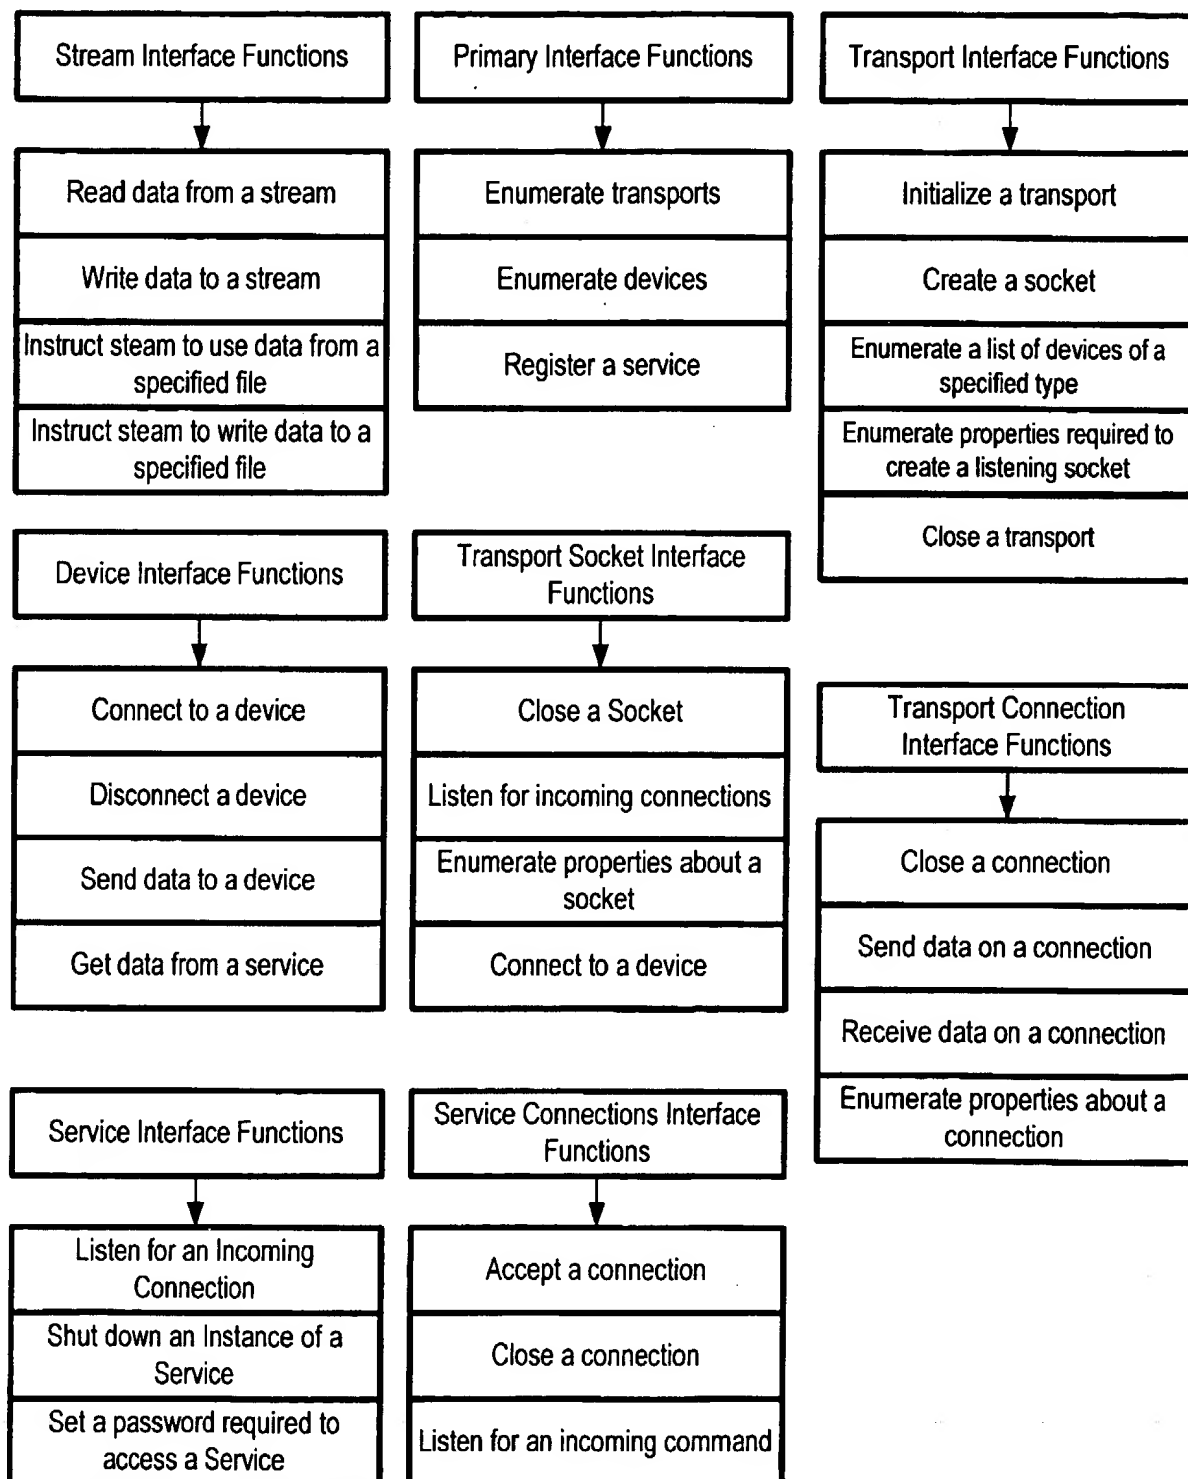 Stream Interface Functions
Read data from a stream
Write data to a stream
Instruct steam to use data from a
specified file
Instruct steam to write data to a
specified file
Primary Interface Functions
Enumerate transports
Enumerate devices
Register a service
Transport Interface Functions
Initialize a transport
Create a socket
Enumerate a list of devices of a
specified type
Enumerate properties required to
create a listening socket
Close a transport
Device Interface Functions
Connect to a device
Disconnect a device
Send data to a device
Get data from a service
Transport Socket Interface
Functions
Close a Socket
Listen for incoming connections
Enumerate properties about a
socket
Connect to a device
Transport Connection
Interface Functions
Close a connection
Send data on a connection
Receive data on a connection
Enumerate properties about a
connection
Service Interface Functions
Listen for an Incoming
Connection
Shut down an Instance of a
Service
Set a password required to
access a Service
Service Connections Interface
Functions
Accept a connection
Close a connection
Listen for an incoming command